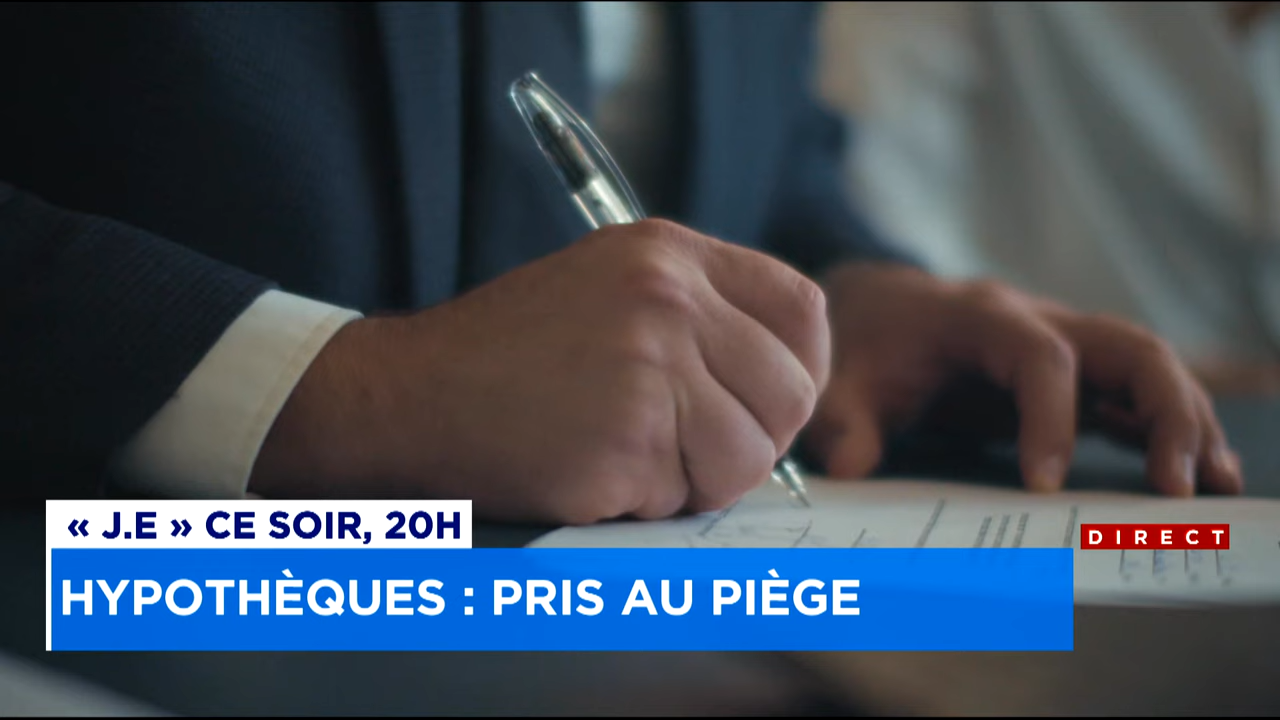 « J.E » CE SOIR, 20H
DIRECT
HYPOTHÈQUES : PRIS AU PIÈGE